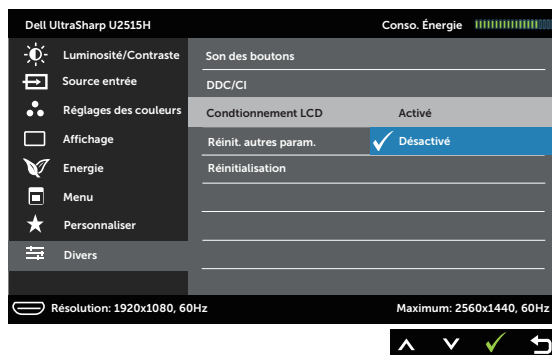 Dell UltraSharp U2515H
Conso. Énergie
Luminosité/Contraste
Source entrée
Réglages des couleurs
Affichage
Energie
Menu
Personnaliser
Divers
Son des boutons
DDC/CI
Condtionnement LCD
Activé
Réinit. autres param.
Désactivé
Réinitialisation
Résolution: 1920x1080, 60Hz
Maximum: 2560x1440, 60Hz